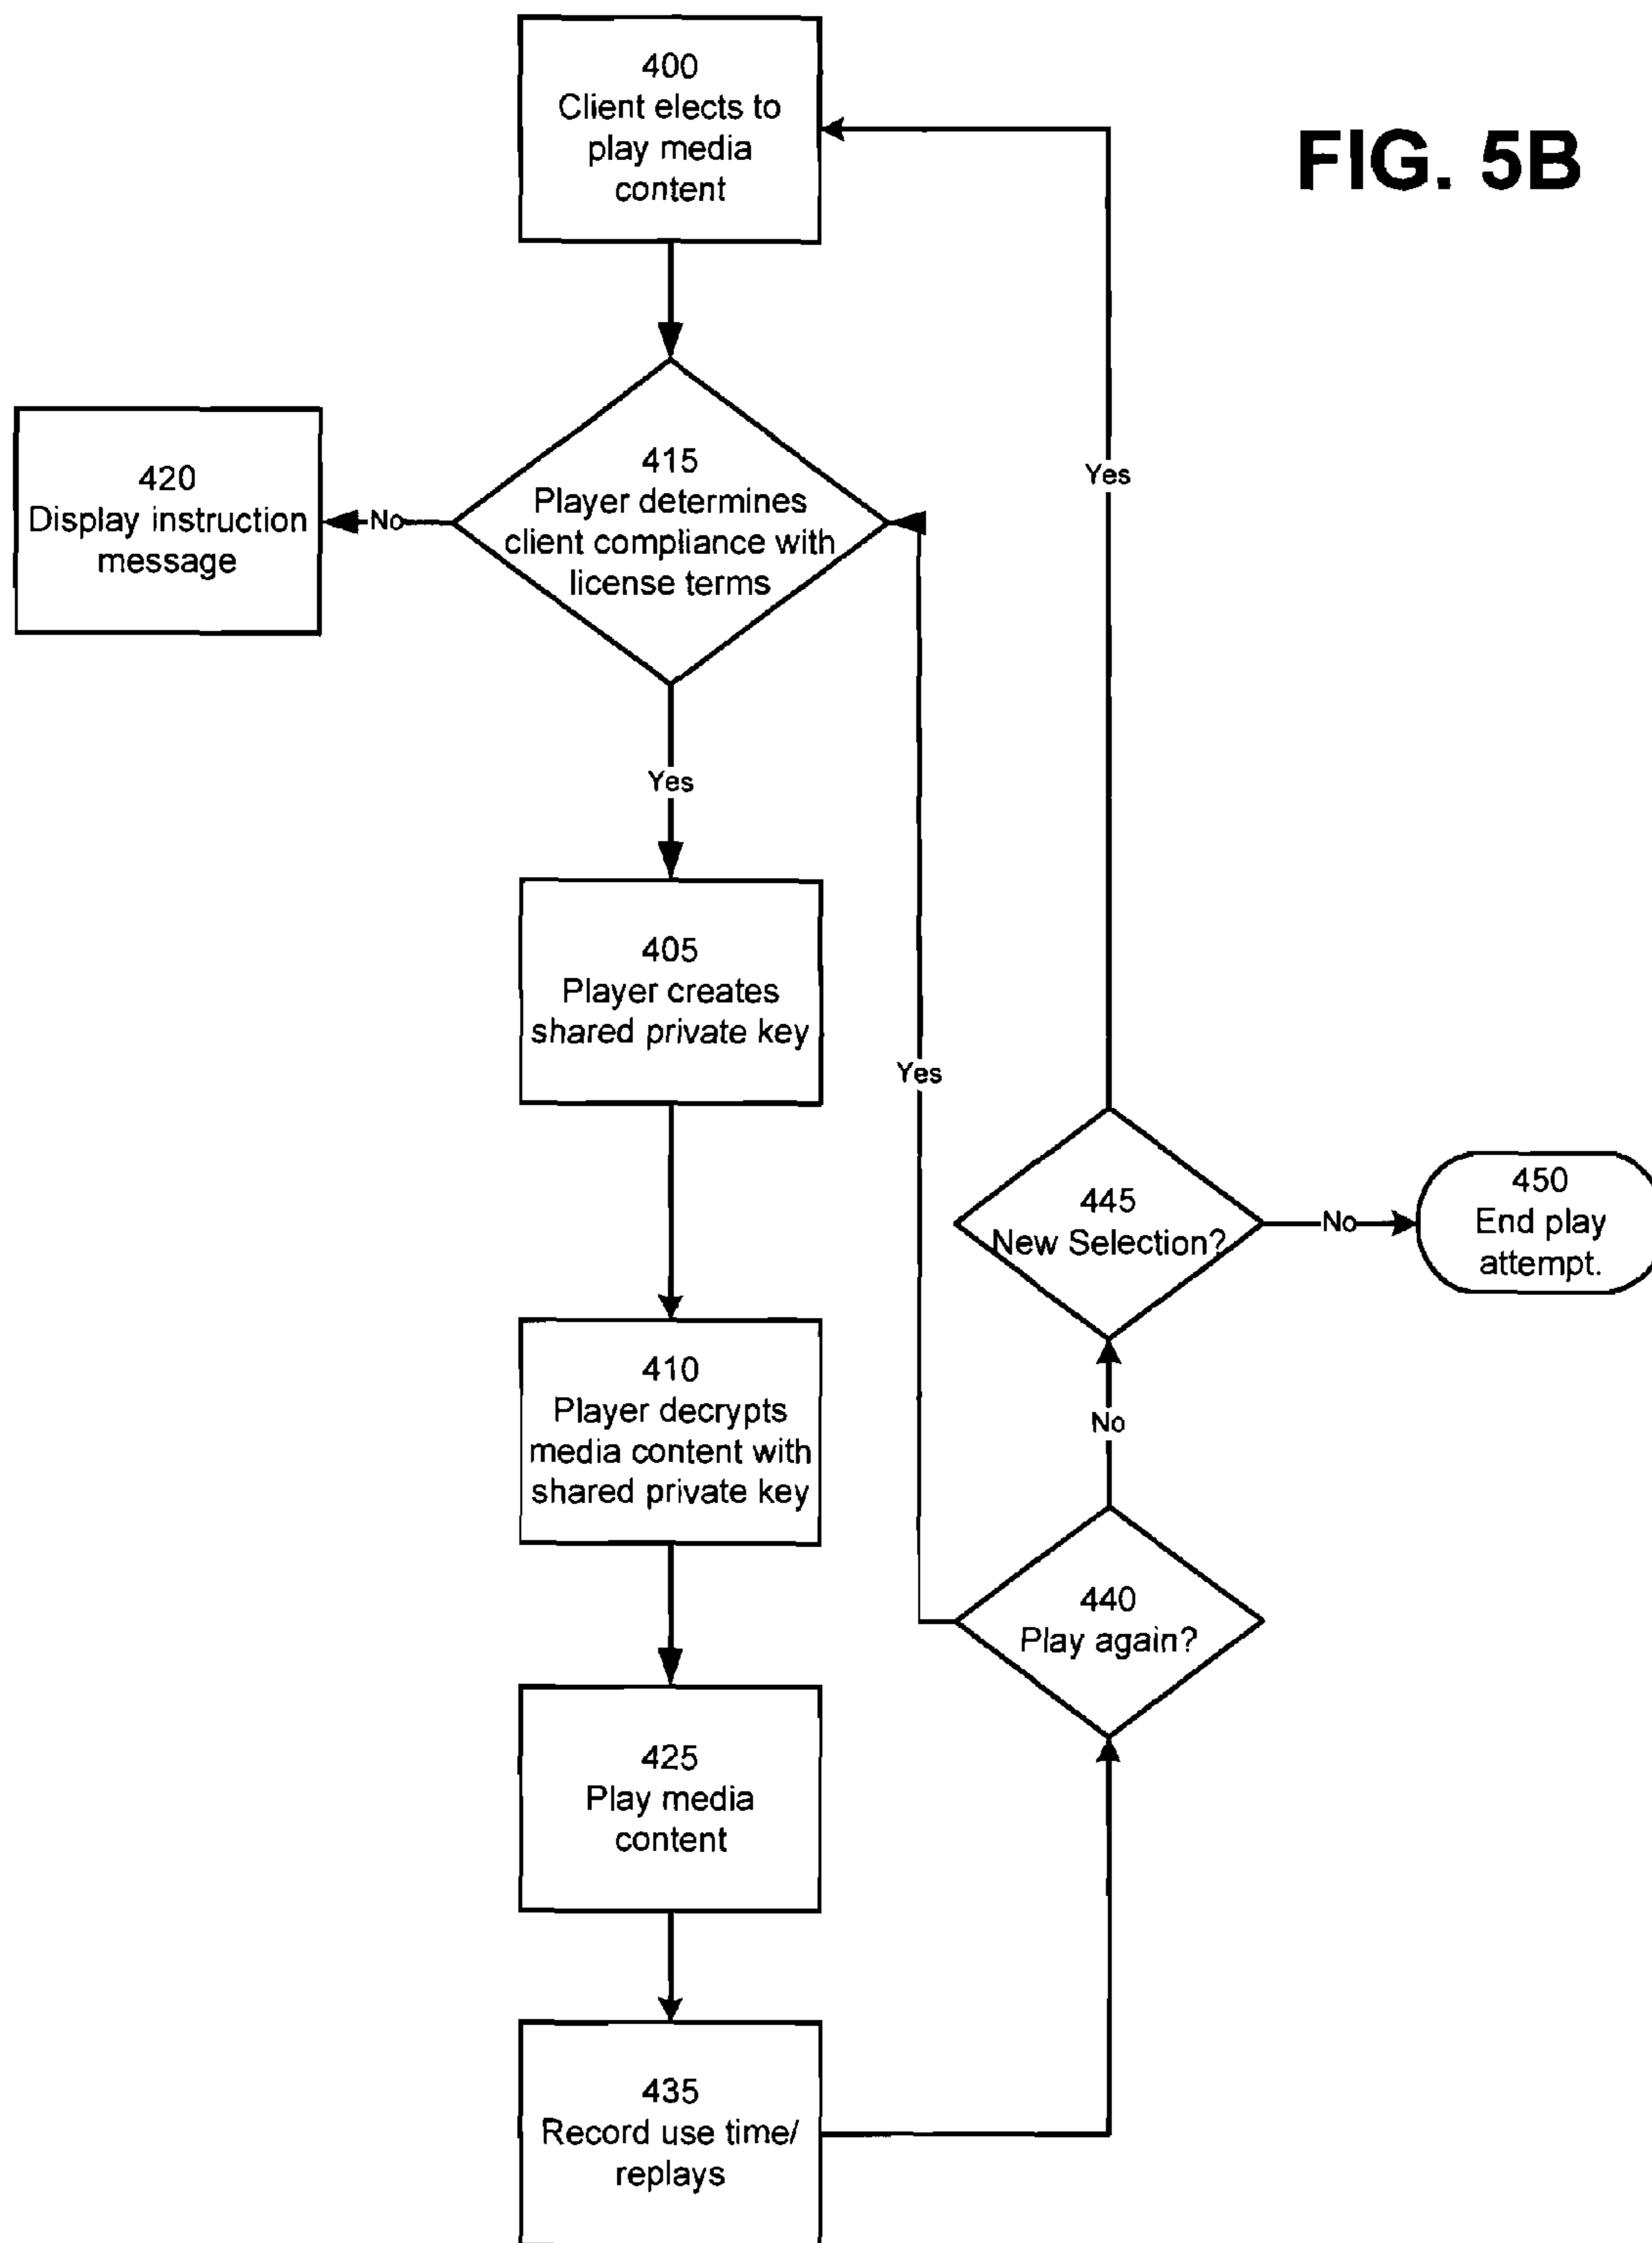 400
Client elects to
play media
content
FIG. 5B
420
Display instruction
message
No
415
Player determines
client compliance with
license terms
Yes
Yes
405
Player creates
shared private key
Yes
445
New Selection?
No
450
End play
attempt.
410
Player decrypts
media content with
shared private key
No
440
Play again?
425
Play media
content
435
Record use time/
replays